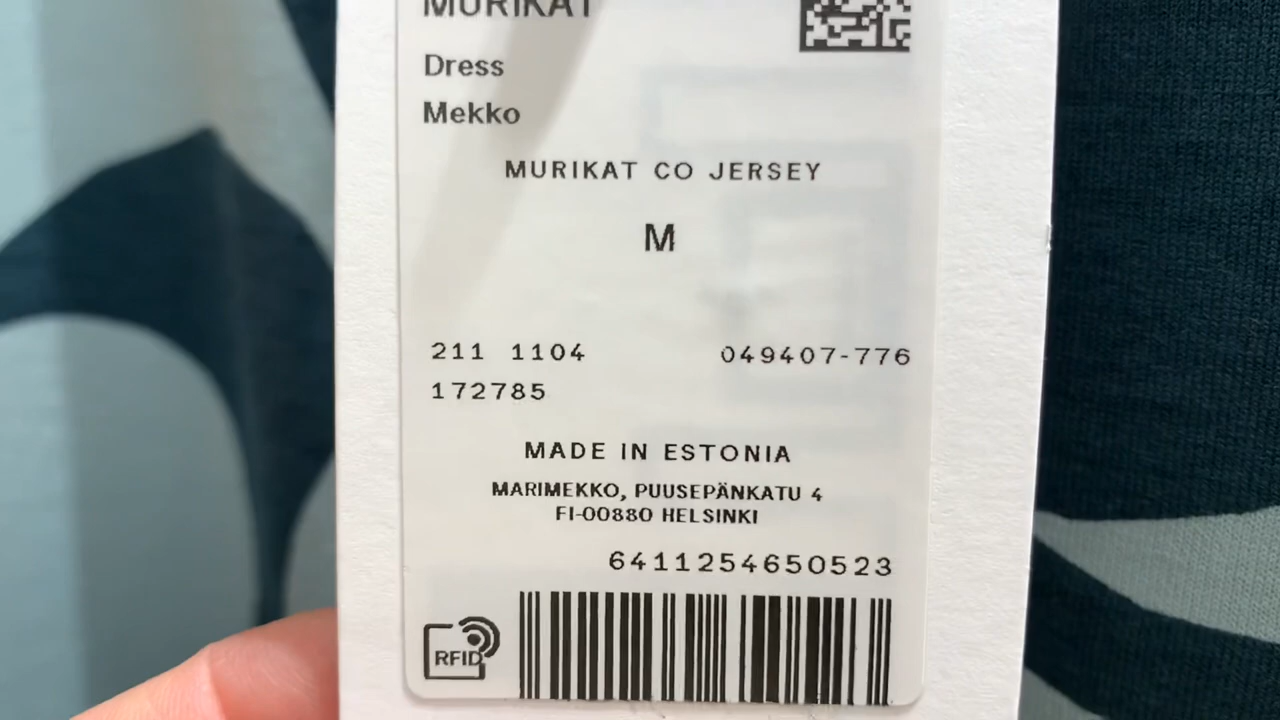 MURIKAT
Dress
Mekko
MURIKAT CO JERSEY
M
211 1104 049407-776
172785
MADE IN ESTONIA
MARIMEKKO, PUUSEPÄNKATU 4
FI-00880 HELSINKI
6411254650523
RFID